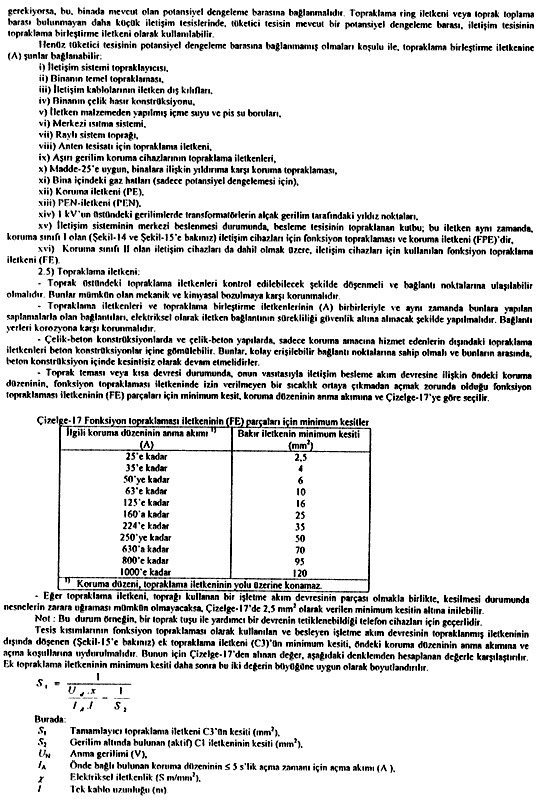 gerekiyorsa, bu, binada mevcut olan potansiyel dengeleme barasına bağlanmalıdır. Topraklama ring iletkeni veya toprak toplama
barası bulunmayan daha küçük iletişim tesislerinde, tüketici tesisin mevcut bir potansiyel dengeleme barası, iletişim tesisinin
topraklama birleştirme iletkeni olarak kullanılabilir.
Henüz tüketici tesisinin potansiyel dengeleme barasına bağlanmamış olmaları koşulu ile, topraklama birleştirme iletkenine
(A) şunlar bağlanabilir:
i) İletişim sistemi topraklayıcısı,
ii) Binanın temel topraklaması,
iii) İletişim kablolarının iletken dış kılıfları,
iv) Binanın çelik hasır konstrüksiyonu,
v) İletken malzemeden yapılmış içme suyu ve pis su boruları,
vi) Merkezi ısıtma sistemi,
vii) Raylı sistem toprağı,
viii) Anten tesisatı için topraklama iletkeni,
ix) Aşırı gerilim koruma cihazlarının topraklama iletkenleri,
x) Madde-25'e uygun, binalara ilişkin yıldırıma karşı koruma topraklaması,
xi) Bina içindeki gaz hatları (sadece potansiyel dengelemesi için),
xii) Koruma iletkeni (PE),
xiii) PEN-iletkeni (PEN),
xiv) 1 kV'un üstündeki gerilimlerde transformatörlerin alçak gerilim tarafındaki yıldız noktaları,
xv) İletişim sisteminin merkezi beslenmesi durumunda, besleme tesisinin topraklanan kutbu; bu iletken aynı zamanda,
koruma sınıfı I olan (Şekil-14 ve Şekil-15'e bakınız) iletişim cihazları için fonksiyon topraklaması ve koruma iletkeni (FPE)'dir,
xvi) Koruma sınıfı II olan iletişim cihazları da dahil olmak üzere, iletişim cihazları için kullanılan fonksiyon topraklama
iletkeni (FE).
2.5) Topraklama iletkeni:
- Toprak üstündeki topraklama iletkenleri kontrol edilebilecek şekilde döşenmeli ve bağlantı noktalarına ulaşılabilir
olmalıdır. Bunlar mümkün olan mekanik ve kimyasal bozulmaya karşı korunmalıdır.
- Topraklama iletkenleri ve topraklama birleştirme iletkenlerinin (A) birbirleriyle ve aynı zamanda bunlara yapılan
saplamalarla olan bağlantıları, elektriksel olarak iletken bağlantının sürekliliği güvenlik altına alınacak şekilde yapılmalıdır. Bağlantı
yerleri korozyona karşı korunmalıdır.
- Çelik-beton konstrüksiyonlarda ve çelik-beton yapılarda, sadece koruma amacına hizmet edenlerin dışındaki topraklama
iletkenleri beton konstrüksiyonlar içine gömülebilir. Bunlar, kolay erişilebilir bağlantı noktalarına sahip olmalı ve bunların arasında,
beton konstrüksiyon içinde kesintisiz olarak devam etmelidirler.
- Toprak teması veya kısa devresi durumunda, onun vasıtasıyla iletişim besleme akım devresine ilişkin öndeki koruma
düzeninin, fonksiyon topraklaması iletkeninde izin verilmeyen bir sıcaklık ortaya çıkmadan açmak zorunda olduğu fonksiyon
topraklaması iletkeninin (FE) parçaları için minimum kesit, koruma düzeninin anma akımına ve Çizelge-17'ye göre seçilir.
Çizelge-17 Fonksiyon topraklaması iletkeninin (FE) parçaları için minimum kesitler
İlgili koruma düzeninin anma akımı ¹⁾ Bakır iletkenin minimum kesiti
(A) (mm²)
25'e kadar 2,5
35'e kadar 4
50'ye kadar 6
63'e kadar 10
125'e kadar 16
160'a kadar 25
224'e kadar 35
250'ye kadar 50
630'a kadar 70
800'e kadar 95
1000'e kadar 120
¹⁾ Koruma düzeni, topraklama iletkeninin yolu üzerine konamaz.
- Eğer topraklama iletkeni, toprağı kullanan bir işletme akım devresinin parçası olmakla birlikte, kesilmesi durumunda
nesnelerin zarara uğraması mümkün olmayacaksa, Çizelge-17'de 2,5 mm² olarak verilen minimum kesitin altına inilebilir.
Not : Bu durum örneğin, bir toprak tuşu ile yardımcı bir devrenin tetiklenebildiği telefon cihazları için geçerlidir.
Tesis kısımlarının fonksiyon topraklaması olarak kullanılan ve besleyen işletme akım devresinin topraklanmış iletkeninin
dışında döşenen (Şekil-15'e bakınız) ek topraklama iletkeni (C3)'ün minimum kesiti, öndeki koruma düzeninin anma akımına ve
açma koşullarına uydurulmalıdır. Bunun için Çizelge-17'den alınan değer, aşağıdaki denklemden hesaplanan değerle karşılaştırılır.
Ek topraklama iletkeninin minimum kesiti daha sonra bu iki değerin büyüğüne uygun olarak boyutlandırılır.
S₁ = 1 / (U_N.x / I_A.l − 1 / S₂)
Burada:
S₁ Tamamlayıcı topraklama iletkeni C3'ün kesiti (mm²),
S₂ Gerilim altında bulunan (aktif) C1 iletkeninin kesiti (mm²),
U_N Anma gerilimi (V),
I_A Önde bağlı bulunan koruma düzeninin ≤ 5 s'lik açma zamanı için açma akımı (A ),
χ Elektriksel iletkenlik (S m/mm²),
l Tek kablo uzunluğu (m).